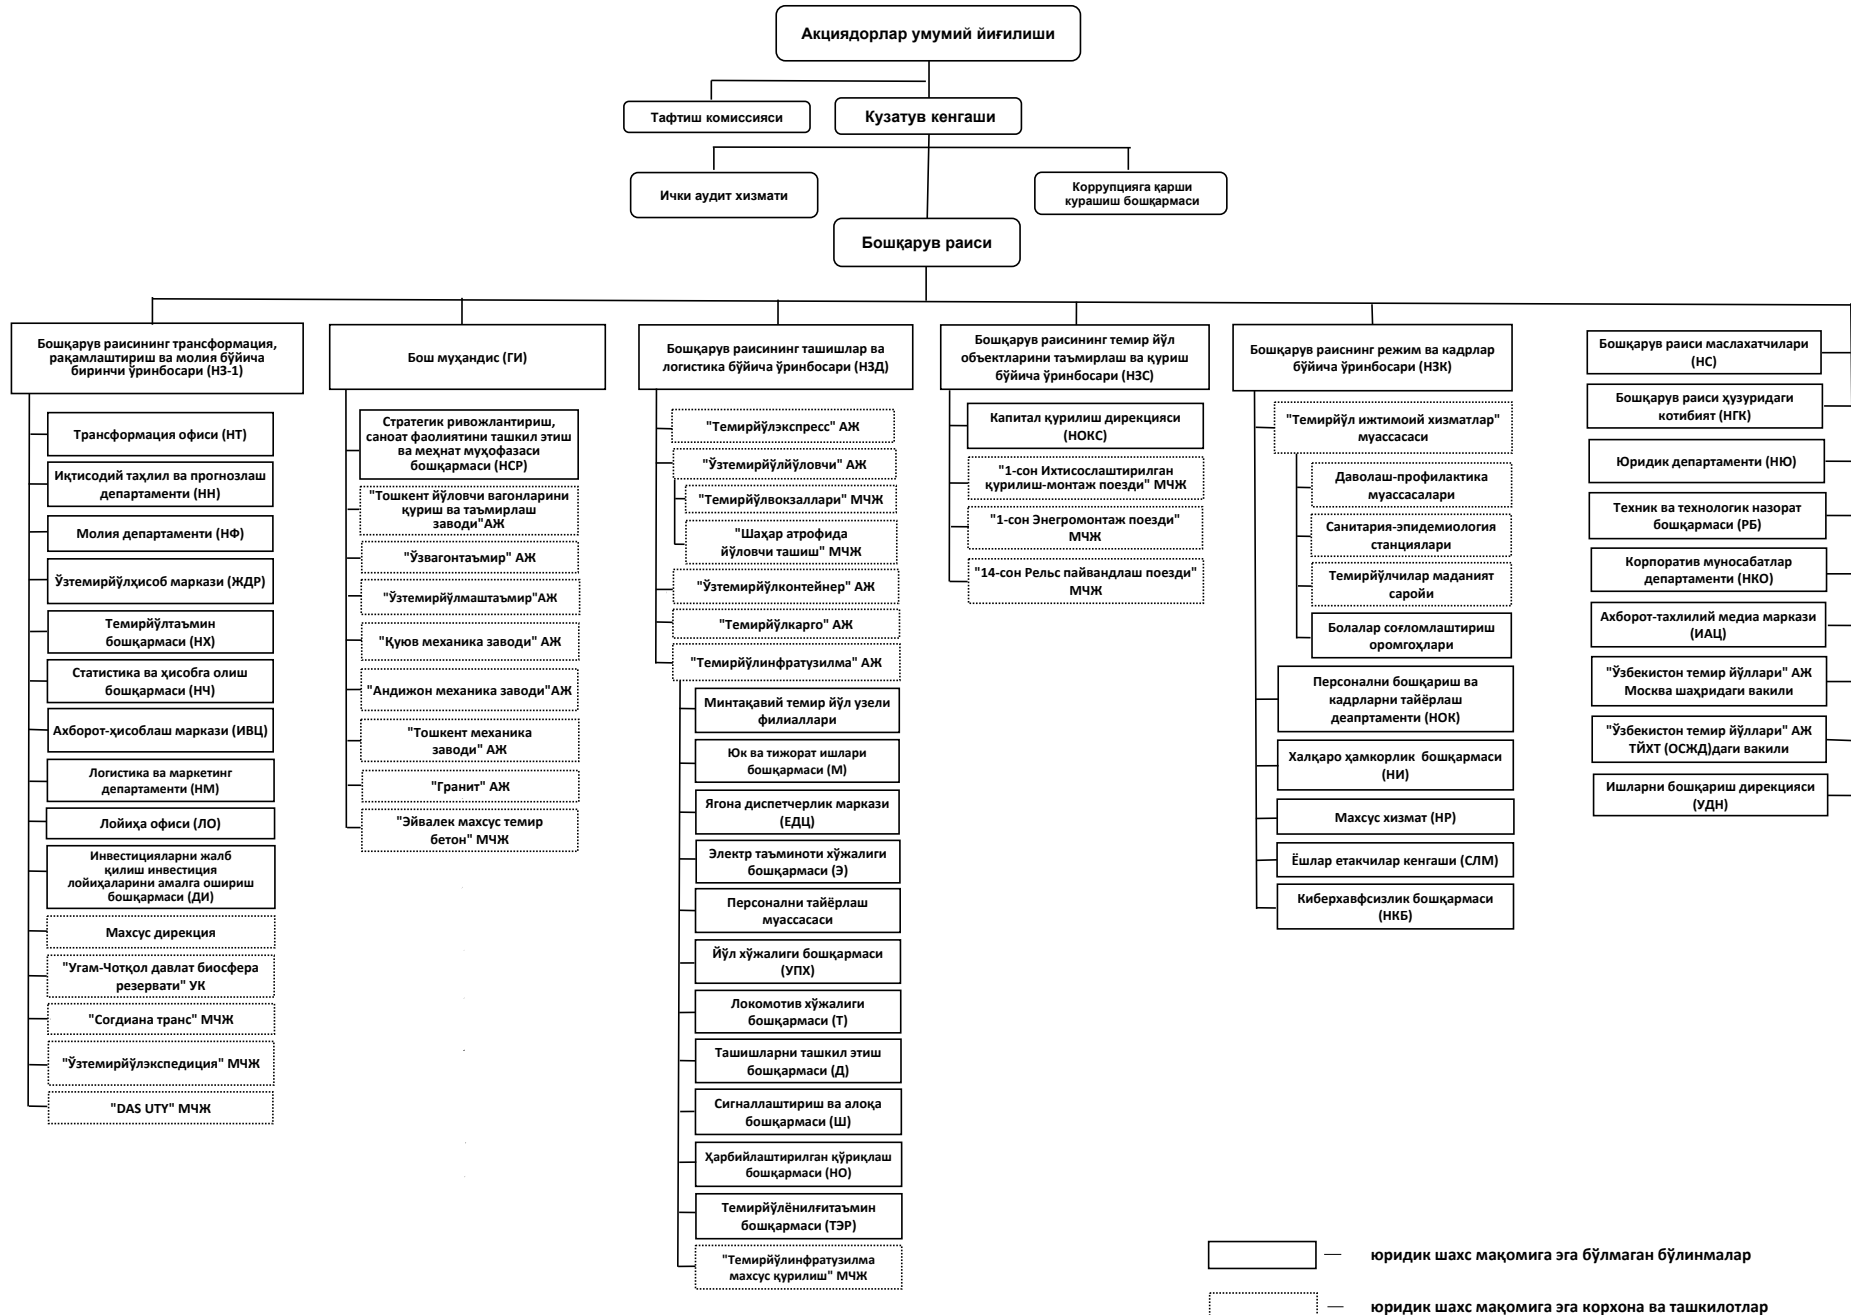 Акциядорлар умумий йиғилиши
Тафтиш комиссияси
Кузатув кенгаши
Ички аудит хизмати
Коррупцияга қарши
курашиш бошқармаси
Бошқарув раиси
Бошқарув раисининг трансформация,
рақамлаштириш ва молия бўйича
биринчи ўринбосари (НЗ-1)
Трансформация офиси (НТ)
Иқтисодий таҳлил ва прогнозлаш
департаменти (НН)
Молия департаменти (НФ)
Ўзтемирйўлҳисоб маркази (ЖДР)
Темирйўлтаъмин
бошқармаси (НХ)
Статистика ва ҳисобга олиш
бошқармаси (НЧ)
Ахборот-ҳисоблаш маркази (ИВЦ)
Логистика ва маркетинг
департаменти (НМ)
Лойиҳа офиси (ЛО)
Инвестицияларни жалб
қилиш инвестиция
лойиҳаларини амалга ошириш
бошқармаси (ДИ)
Махсус дирекция
"Угам-Чотқол давлат биосфера
резервати" УК
"Согдиана транс" МЧЖ
"Ўзтемирйўлэкспедиция" МЧЖ
"DAS UTY" МЧЖ
Бош муҳандис (ГИ)
Стратегик ривожлантириш,
саноат фаолиятини ташкил этиш
ва меҳнат муҳофазаси
бошқармаси (НСР)
"Тошкент йўловчи вагонларини
қуриш ва таъмирлаш
заводи"АЖ
"Ўзвагонтаъмир" АЖ
"Ўзтемирйўлмаштаъмир"АЖ
"Қуюв механика заводи" АЖ
"Андижон механика заводи"АЖ
"Тошкент механика
заводи" АЖ
"Гранит" АЖ
"Эйвалек махсус темир
бетон" МЧЖ
Бошқарув раисининг ташишлар ва
логистика бўйича ўринбосари (НЗД)
"Темирйўлэкспресс" АЖ
"Ўзтемирйўлйўловчи" АЖ
"Темирйўлвокзаллари" МЧЖ
"Шаҳар атрофида
йўловчи ташиш" МЧЖ
"Ўзтемирйўлконтейнер" АЖ
"Темирйўлкарго" АЖ
"Темирйўлинфратузилма" АЖ
Минтақавий темир йўл узели
филиаллари
Юк ва тижорат ишлари
бошқармаси (М)
Ягона диспетчерлик маркази
(ЕДЦ)
Электр таъминоти хўжалиги
бошқармаси (Э)
Персонални тайёрлаш
муассасаси
Йўл хўжалиги бошқармаси
(УПХ)
Локомотив хўжалиги
бошқармаси (Т)
Ташишларни ташкил этиш
бошқармаси (Д)
Сигналлаштириш ва алоқа
бошқармаси (Ш)
Ҳарбийлаштирилган қўриқлаш
бошқармаси (НО)
Темирйўлёнилғитаъмин
бошқармаси (ТЭР)
"Темирйўлинфратузилма
махсус қурилиш" МЧЖ
Бошқарув раисининг темир йўл
объектларини таъмирлаш ва қуриш
бўйича ўринбосари (НЗС)
Капитал қурилиш дирекцияси
(НОКС)
"1-сон Ихтисослаштирилган
қурилиш-монтаж поезди" МЧЖ
"1-сон Энегромонтаж поезди"
МЧЖ
"14-сон Рельс пайвандлаш поезди"
МЧЖ
Бошқарув раиснинг режим ва кадрлар
бўйича ўринбосари (НЗК)
"Темирйўл ижтимоий хизматлар"
муассасаси
Даволаш-профилактика
муассасалари
Санитария-эпидемиология
станциялари
Темирйўлчилар маданият
саройи
Болалар соғломлаштириш
оромгоҳлари
Персонални бошқариш ва
кадрларни тайёрлаш
деапртаменти (НОК)
Халқаро ҳамкорлик бошқармаси
(НИ)
Махсус хизмат (НР)
Ёшлар етакчилар кенгаши (СЛМ)
Киберхавфсизлик бошқармаси
(НКБ)
Бошқарув раиси маслахатчилари
(НС)
Бошқарув раиси ҳузуридаги
котибият (НГК)
Юридик департаменти (НЮ)
Техник ва технологик назорат
бошқармаси (РБ)
Корпоратив муносабатлар
департаменти (НКО)
Ахборот-тахлилий медиа маркази
(ИАЦ)
"Ўзбекистон темир йўллари" АЖ
Москва шаҳридаги вакили
"Ўзбекистон темир йўллари" АЖ
ТЙХТ (ОСЖД)даги вакили
Ишларни бошқариш дирекцияси
(УДН)
— юридик шахс мақомига эга бўлмаган бўлинмалар
— юридик шахс мақомига эга корхона ва ташкилотлар